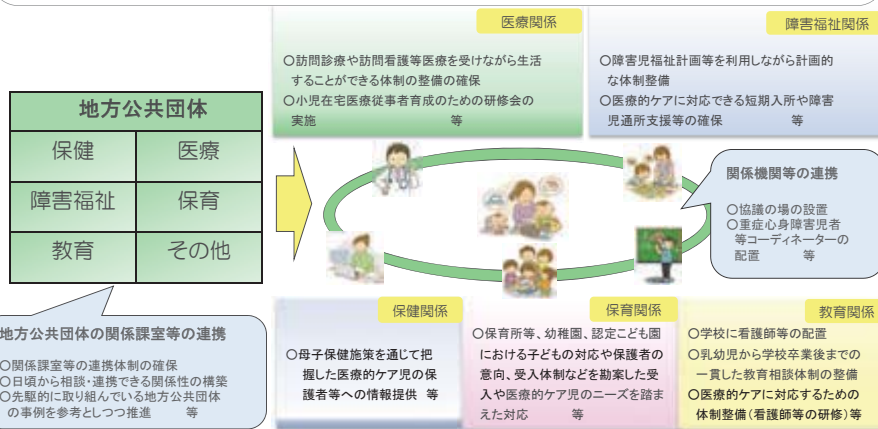 医療関係
○訪問診療や訪問看護等医療を受けながら生活
することができる体制の整備の確保
○小児在宅医療従事者育成のための研修会の
実施 等
障害福祉関係
○障害児福祉計画等を利用しながら計画的
な体制整備
○医療的ケアに対応できる短期入所や障害
児通所支援等の確保 等
地方公共団体
保健 医療
障害福祉 保育
教育 その他
関係機関等の連携
○協議の場の設置
○重症心身障害児者
等コーディネーターの
配置 等
地方公共団体の関係課室等の連携
○関係課室等の連携体制の確保
○日頃から相談・連携できる関係性の構築
○先駆的に取り組んでいる地方公共団体
の事例を参考としつつ推進 等
保健関係
○母子保健施策を通じて把
握した医療的ケア児の保
護者等への情報提供 等
保育関係
○保育所等、幼稚園、認定こども園
における子どもの対応や保護者の
意向、受入体制などを勘案した受
入や医療的ケア児のニーズを踏ま
えた対応 等
教育関係
○学校に看護師等の配置
○乳幼児から学校卒業後までの
一貫した教育相談体制の整備
○医療的ケアに対応するための
体制整備(看護師等の研修)等